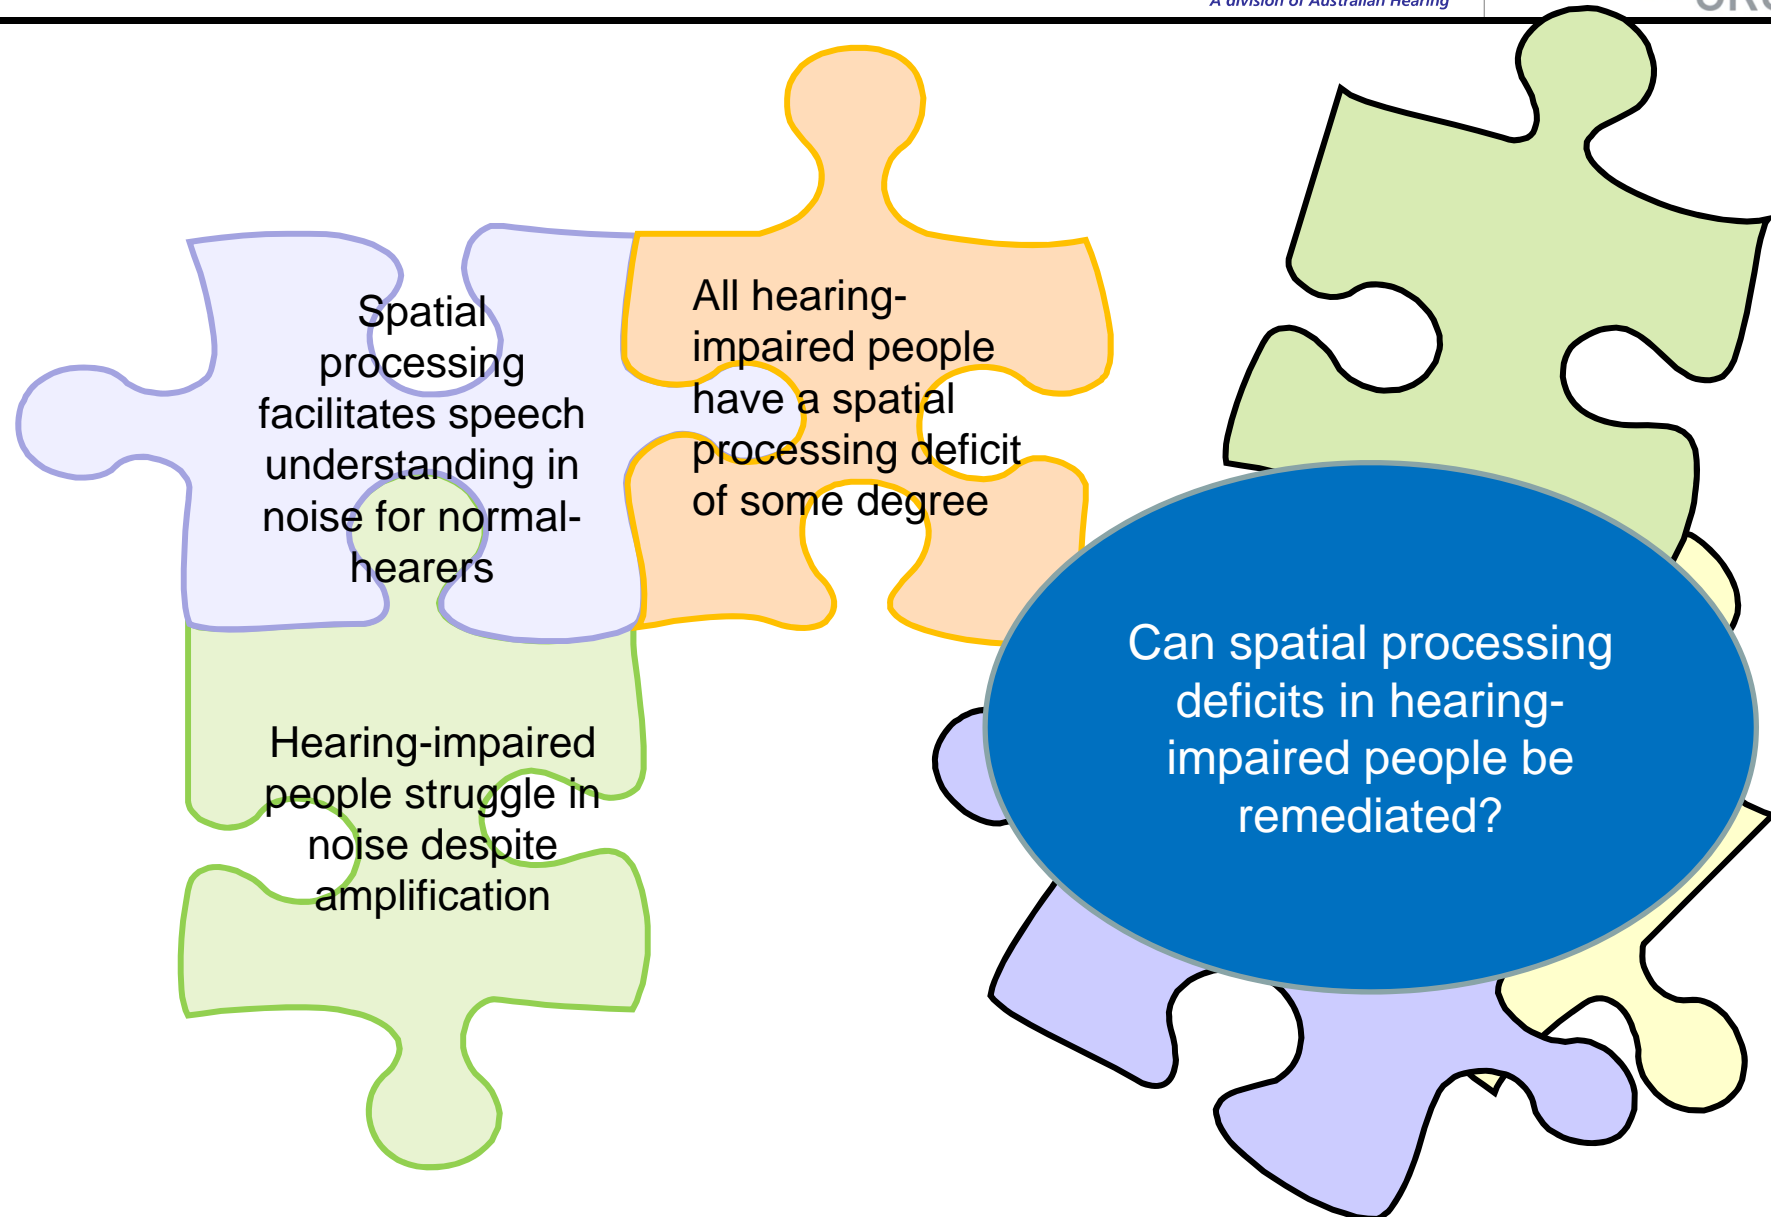 A division of Australian Hearing
Spatial
processing
facilitates speech
understanding in
noise for normal-
hearers
All hearing-
impaired people
have a spatial
processing deficit
of some degree
Hearing-impaired
people struggle in
noise despite
amplification
Can spatial processing
deficits in hearing-
impaired people be
remediated?